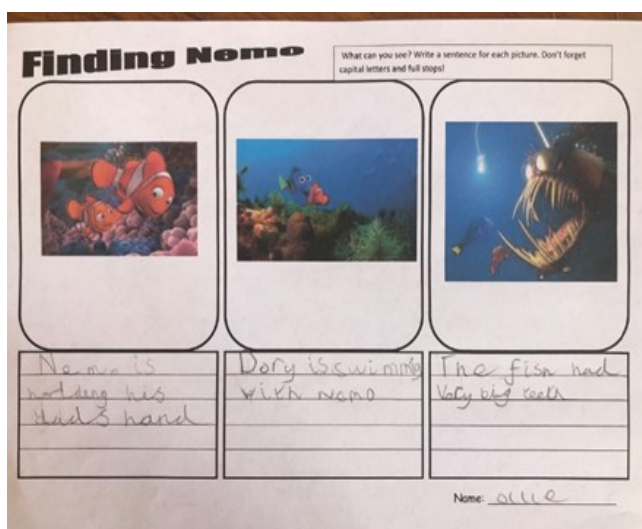 Finding Nemo
What can you see? Write a sentence for each picture. Don't forget
capital letters and full stops!
Nemo is
holding his
dads hand
Dory is swimming
with Nemo
The fish had
Very big teeth
Name: ollie